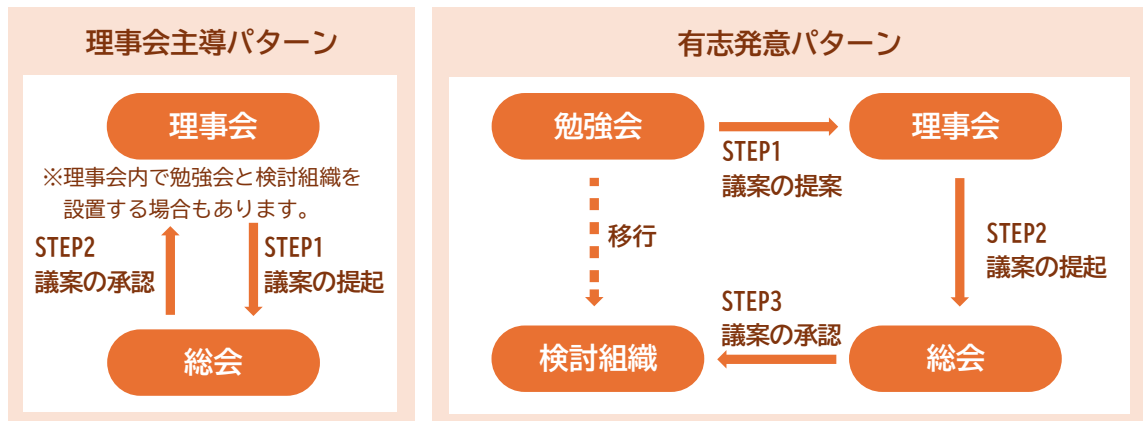 理事会主導パターン
理事会
※理事会内で勉強会と検討組織を
設置する場合もあります。
STEP2
議案の承認
STEP1
議案の提起
総会
有志発意パターン
勉強会
STEP1
議案の提案
理事会
移行
STEP2
議案の提起
検討組織
STEP3
議案の承認
総会